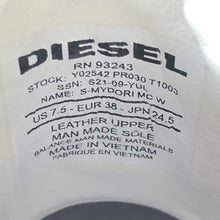 DIESEL
RN 93243
STOCK: Y02542 PR030 T1003
SSN: S21-09-YUL
NAME: S-MYDORI MC W
US 7.5 - EUR 38 - JPN 24.5
LEATHER UPPER
MAN MADE SOLE
BALANCE MAN MADE MATERIALS
MADE IN VIETNAM
FABRIQUE EN VIETNAM